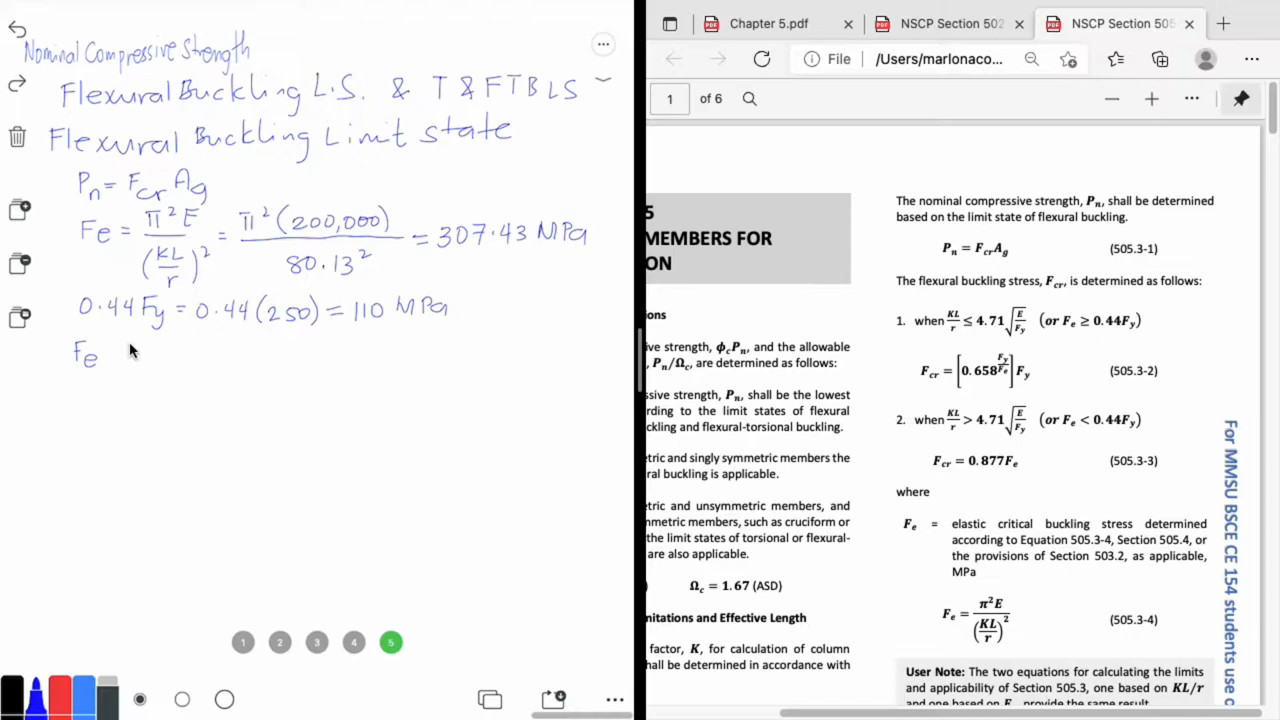 Nominal Compressive Strength
Flexural Buckling L.S. & T & F T B L S
Flexural Buckling Limit State
Pn = Fcr Ag
Fe = π²E / (KL/r)² = π²(200,000) / 80.13² = 307.43 MPa
0.44Fy = 0.44(250) = 110 MPa
Fe
1 2 3 4 5
Chapter 5.pdf NSCP Section 502 NSCP Section 505
File /Users/marlonaco...
1 of 6
5
MEMBERS FOR
ON
ions
ive strength, ϕcPn, and the allowable
, Pn/Ωc, are determined as follows:
ssive strength, Pn, shall be the lowest
rding to the limit states of flexural
ckling and flexural-torsional buckling.
etric and singly symmetric members the
ral buckling is applicable.
etric and unsymmetric members, and
mmetric members, such as cruciform or
the limit states of torsional or flexural-
are also applicable.
) Ωc = 1.67 (ASD)
mitations and Effective Length
factor, K, for calculation of column
hall be determined in accordance with
The nominal compressive strength, Pn, shall be determined
based on the limit state of flexural buckling.
Pn = FcrAg (505.3-1)
The flexural buckling stress, Fcr, is determined as follows:
1. when KL/r ≤ 4.71√(E/Fy) (or Fe ≥ 0.44Fy)
Fcr = [0.658^(Fy/Fe)] Fy (505.3-2)
2. when KL/r > 4.71√(E/Fy) (or Fe < 0.44Fy)
Fcr = 0.877Fe (505.3-3)
where
Fe = elastic critical buckling stress determined
according to Equation 505.3-4, Section 505.4, or
the provisions of Section 503.2, as applicable,
MPa
Fe = π²E / (KL/r)² (505.3-4)
User Note: The two equations for calculating the limits
and applicability of Section 505.3, one based on KL/r
and one based on F provide the same result
For MMSU BSCE CE 154 students use o